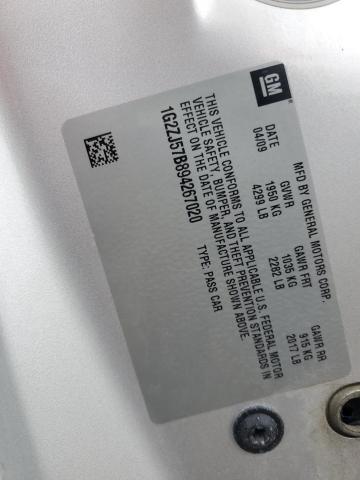 GM
MFD BY GENERAL MOTORS CORP.
DATE GVWR GAWR FRT GAWR RR
04/09 1950 KG 1035 KG 915 KG
4299 LB 2282 LB 2017 LB
THIS VEHICLE CONFORMS TO ALL APPLICABLE U.S. FEDERAL MOTOR
VEHICLE SAFETY, BUMPER, AND THEFT PREVENTION STANDARDS IN
EFFECT ON THE DATE OF MANUFACTURE SHOWN ABOVE.
1G2ZJ57B894267020 TYPE: PASS CAR